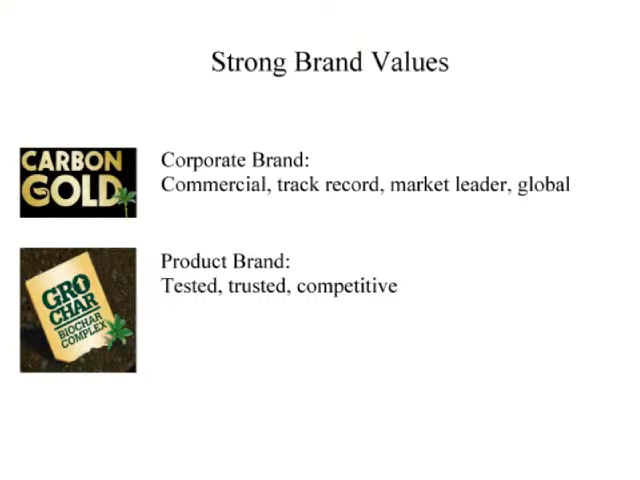 Strong Brand Values
CARBON
GOLD
Corporate Brand:
Commercial, track record, market leader, global
GRO
CHAR
BIOCHAR
COMPLEX
Product Brand:
Tested, trusted, competitive